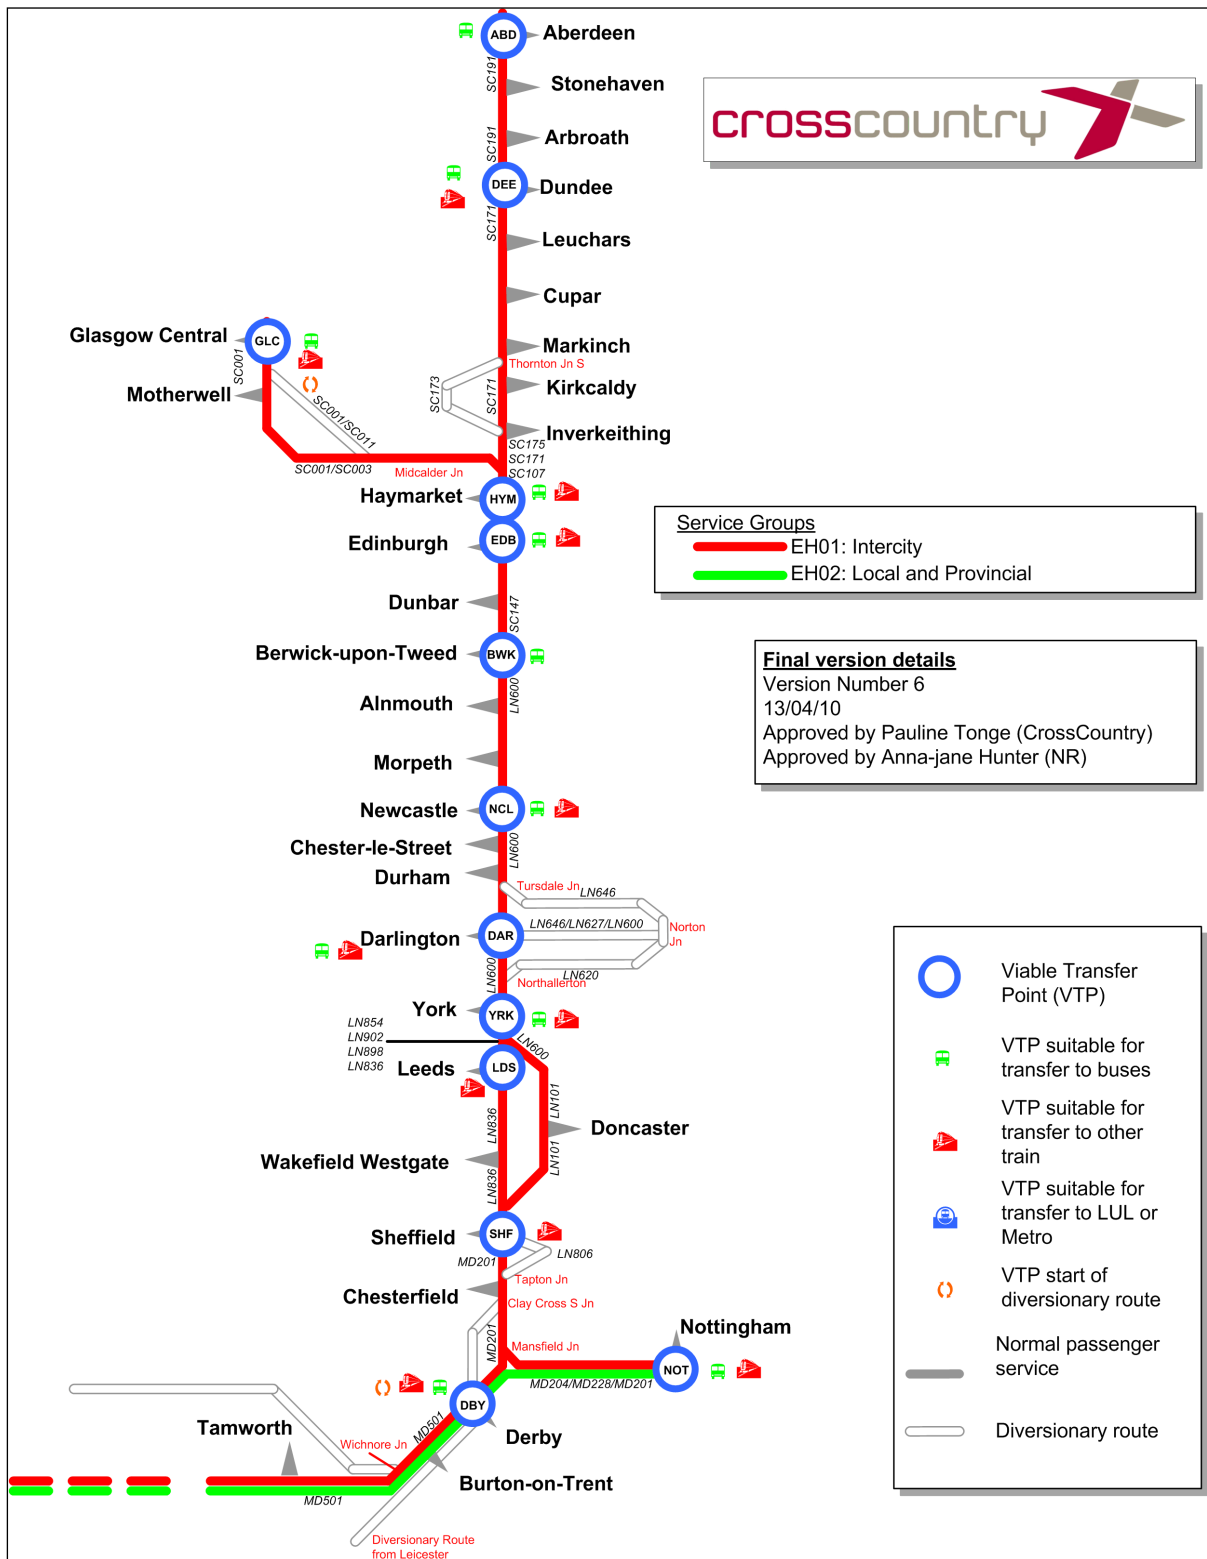 ABD
Aberdeen
SC191
Stonehaven
crosscountry
SC191
Arbroath
DEE
Dundee
SC171
Leuchars
Cupar
Glasgow Central
GLC
SC001
Markinch
Thornton Jn S
Motherwell
SC173
SC171
Kirkcaldy
SC001/SC011
Inverkeithing
SC175
SC171
SC107
SC001/SC003
Midcalder Jn
Haymarket
HYM
Edinburgh
EDB
Service Groups
EH01: Intercity
EH02: Local and Provincial
Dunbar
SC147
Berwick-upon-Tweed
BWK
Final version details
Version Number 6
13/04/10
Approved by Pauline Tonge (CrossCountry)
Approved by Anna-jane Hunter (NR)
LN600
Alnmouth
Morpeth
Newcastle
NCL
Chester-le-Street
LN600
Durham
Tursdale Jn
LN646
LN646/LN627/LN600
Norton
Jn
Darlington
DAR
LN600
LN620
Northallerton
York
YRK
LN854
LN902
LN898
LN836
LN600
Leeds
LDS
LN836
LN101
Doncaster
LN101
Wakefield Westgate
LN836
Sheffield
SHF
LN806
MD201
Tapton Jn
Chesterfield
Clay Cross S Jn
MD201
Mansfield Jn
Nottingham
NOT
MD204/MD228/MD201
DBY
Derby
MD501
Tamworth
Wichnore Jn
Burton-on-Trent
MD501
Diversionary Route
from Leicester
Viable Transfer
Point (VTP)
VTP suitable for
transfer to buses
VTP suitable for
transfer to other
train
VTP suitable for
transfer to LUL or
Metro
VTP start of
diversionary route
Normal passenger
service
Diversionary route